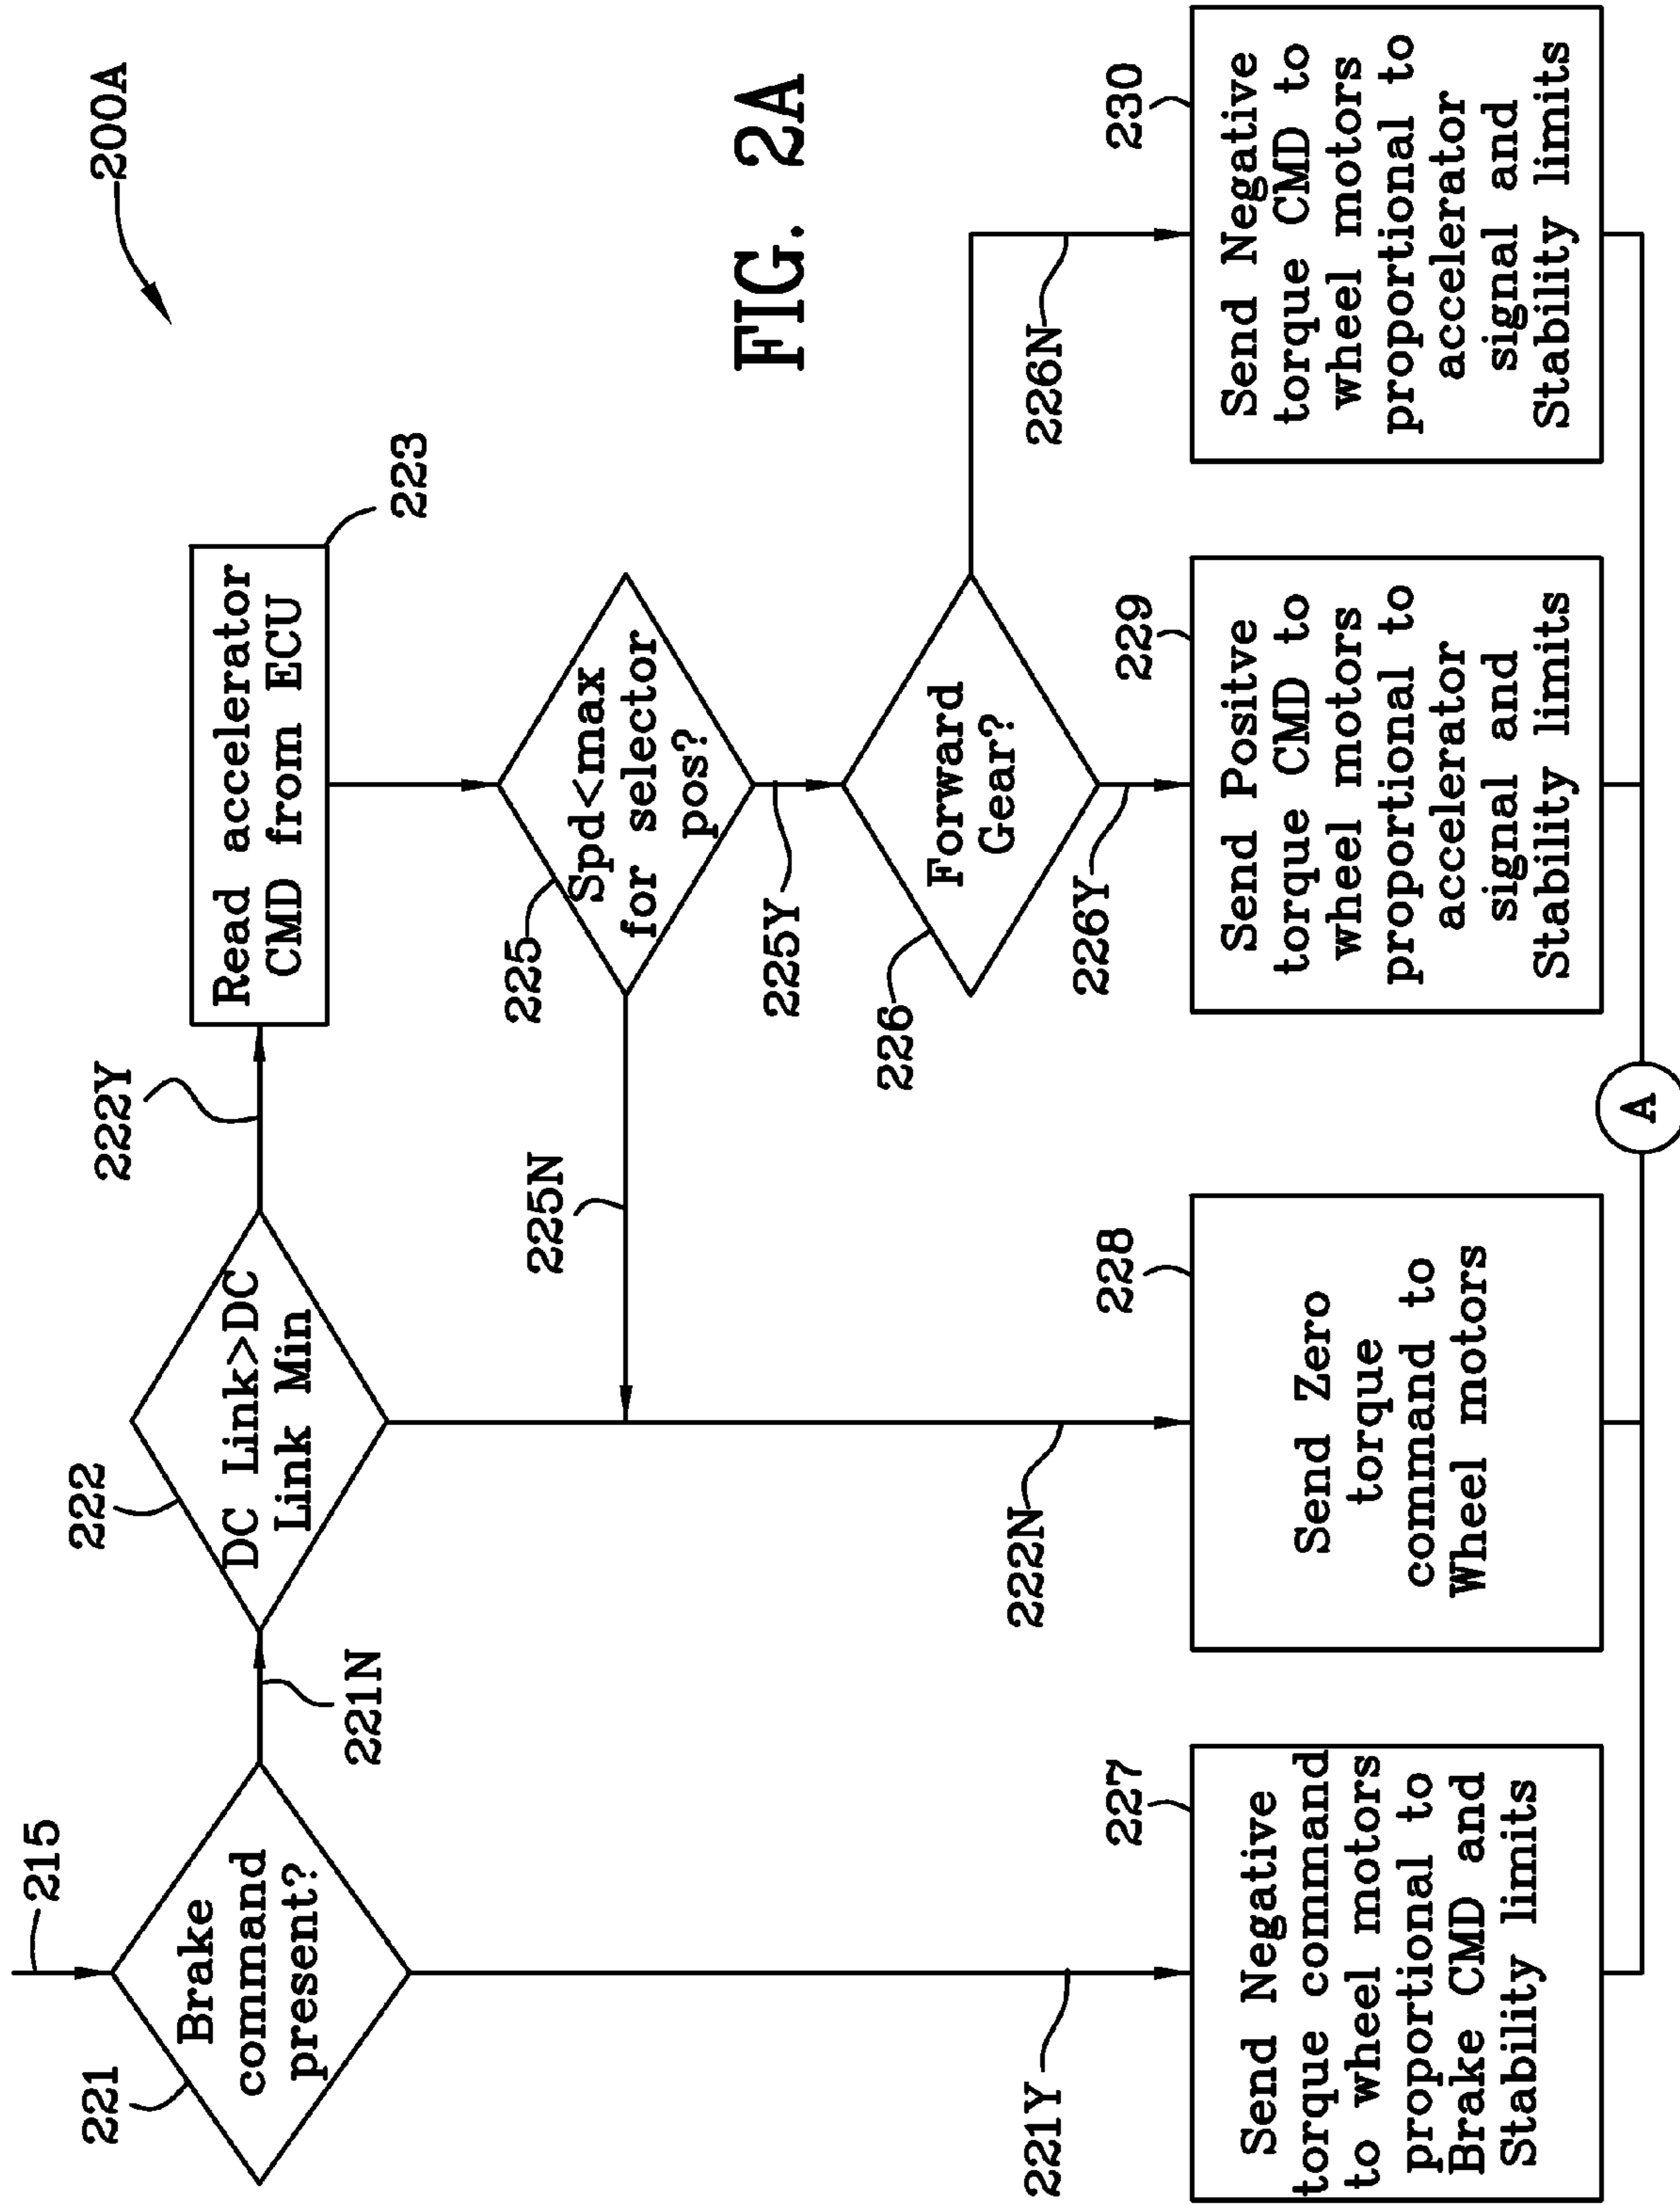 200A
215
221
Brake
command
present?
221N
221Y
222
DC Link>DC
Link Min
222Y
222N
Read accelerator
CMD from ECU
223
225
Spd<max
for selector
pos?
225N
225Y
226
Forward
Gear?
226Y
226N
FIG. 2A
227
Send Negative
torque command
to wheel motors
proportional to
Brake CMD and
Stability limits
228
Send Zero
torque
command to
Wheel motors
229
Send Positive
torque CMD to
wheel motors
proportional to
accelerator
signal and
Stability limits
230
Send Negative
torque CMD to
wheel motors
proportional to
accelerator
signal and
Stability limits
A